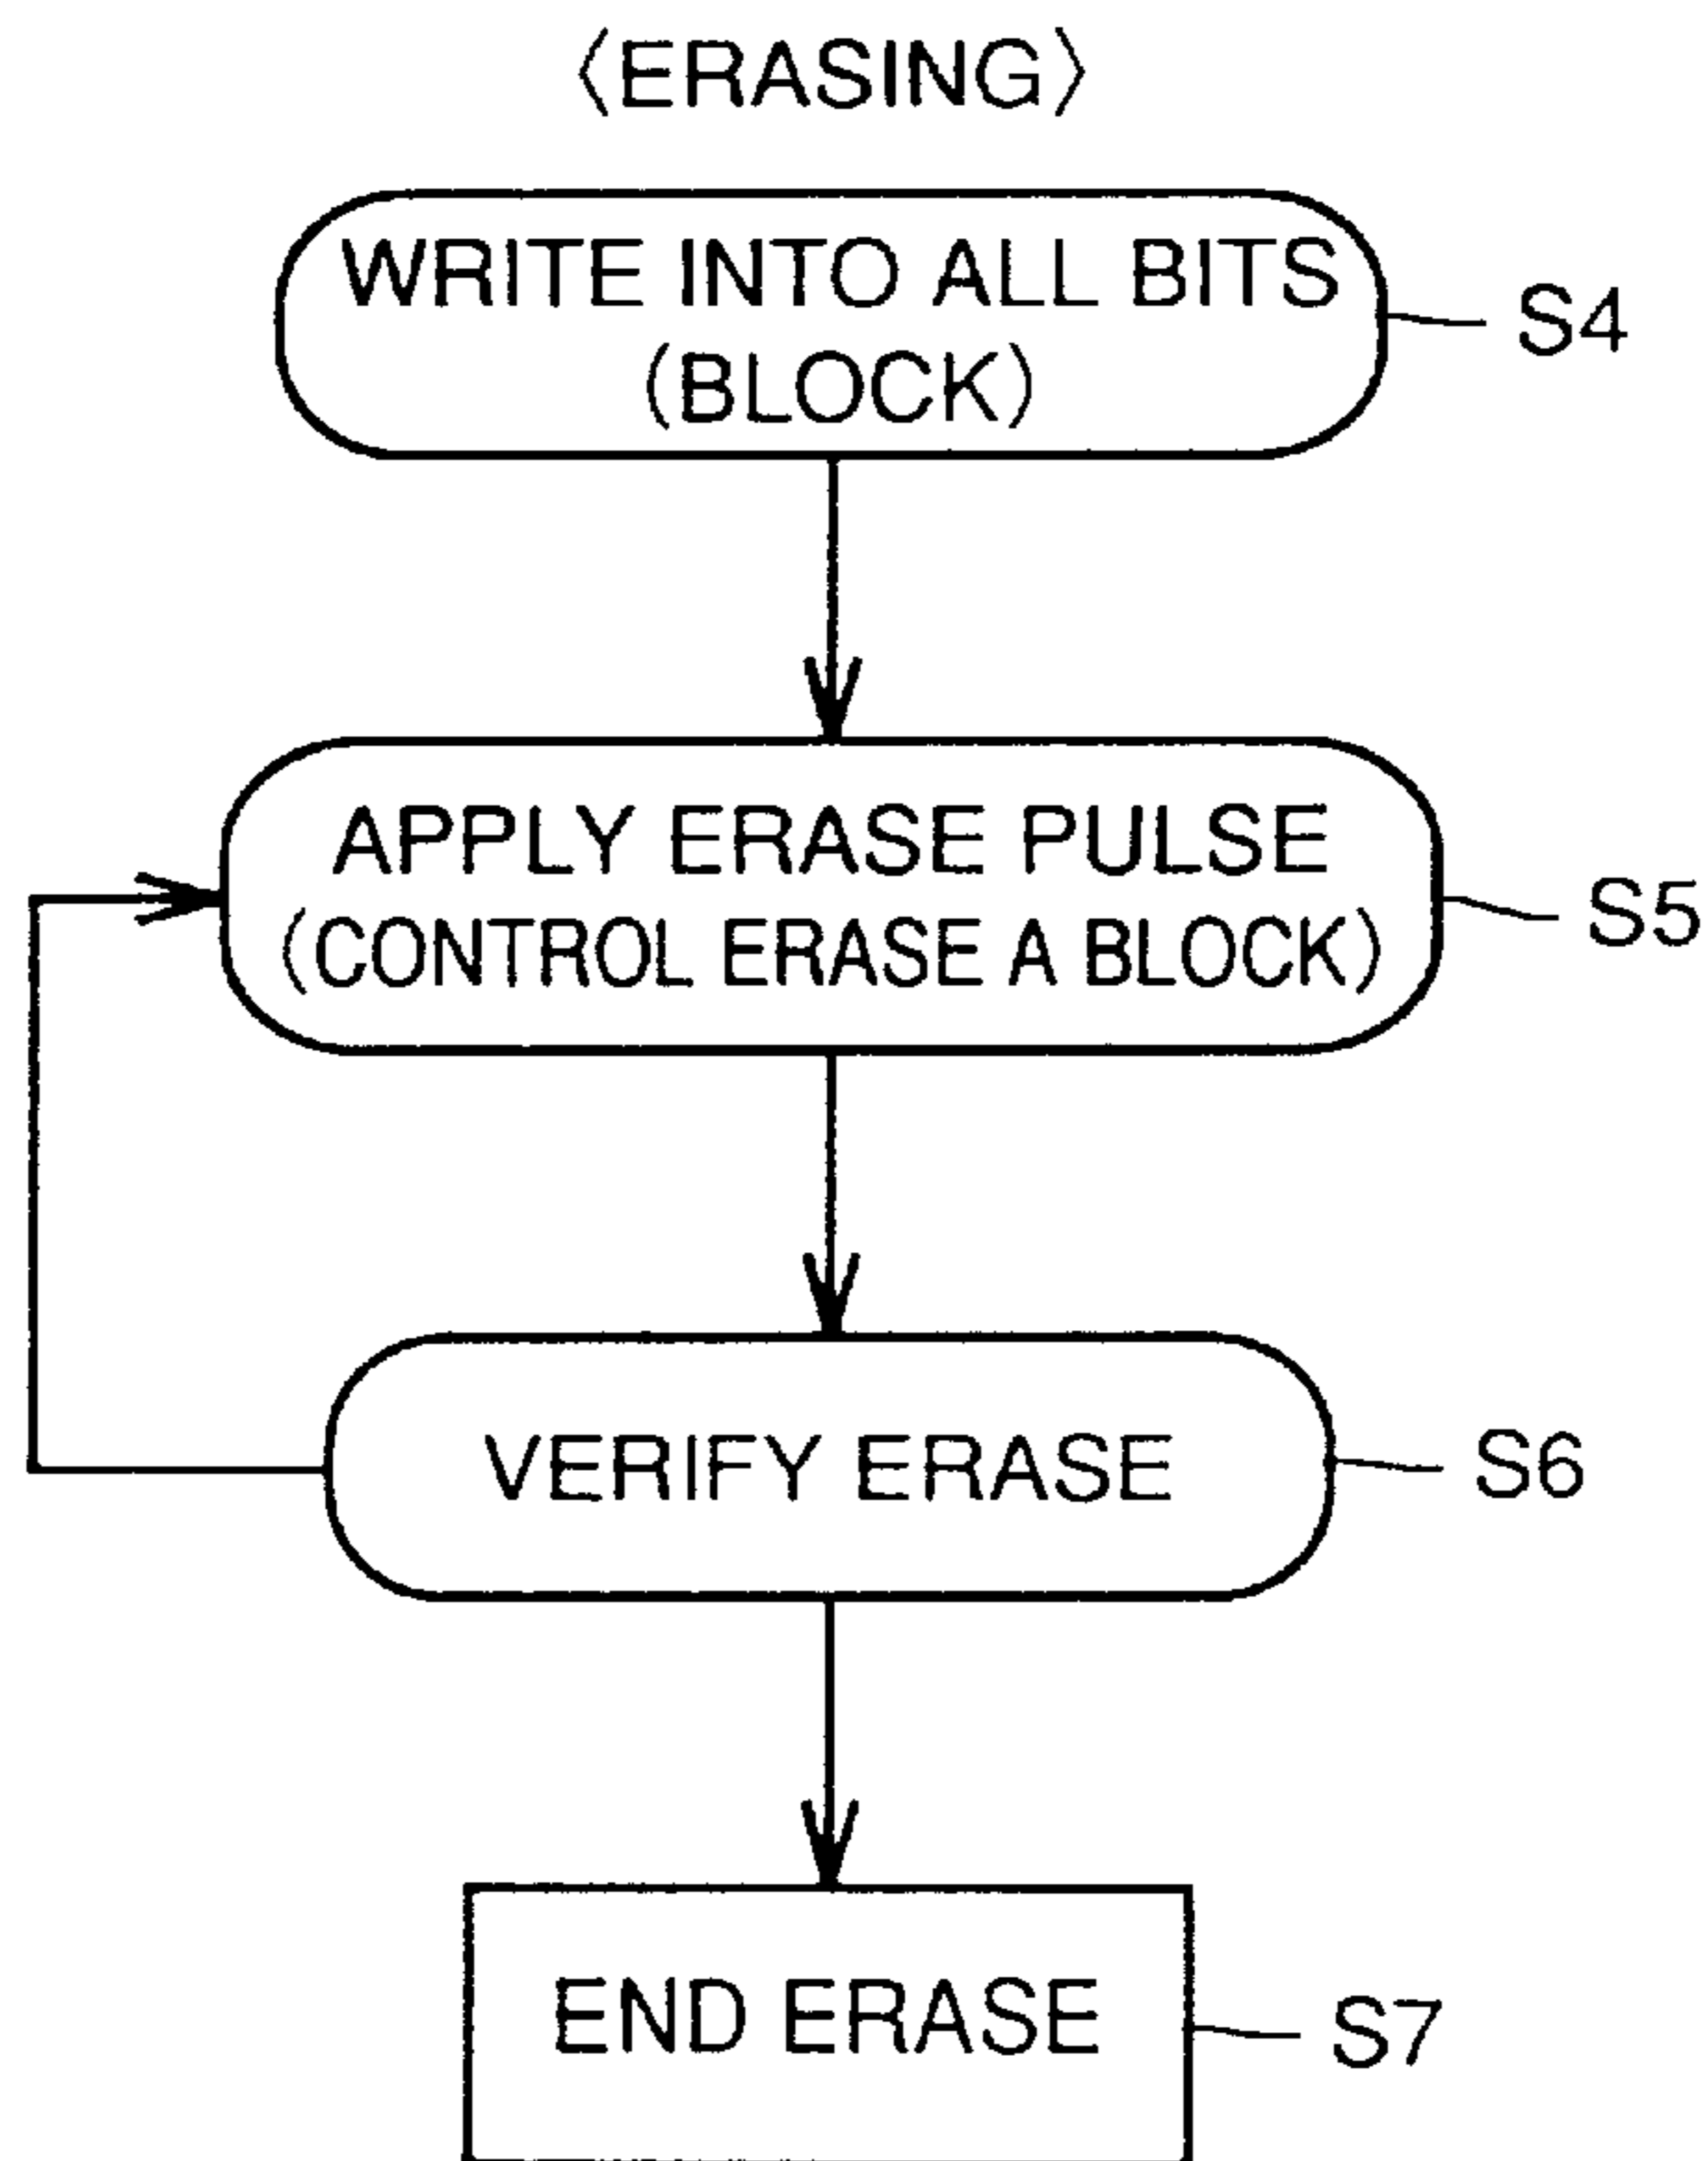 〈ERASING〉
WRITE INTO ALL BITS
(BLOCK)
S4
APPLY ERASE PULSE
(CONTROL ERASE A BLOCK)
S5
VERIFY ERASE
S6
END ERASE
S7